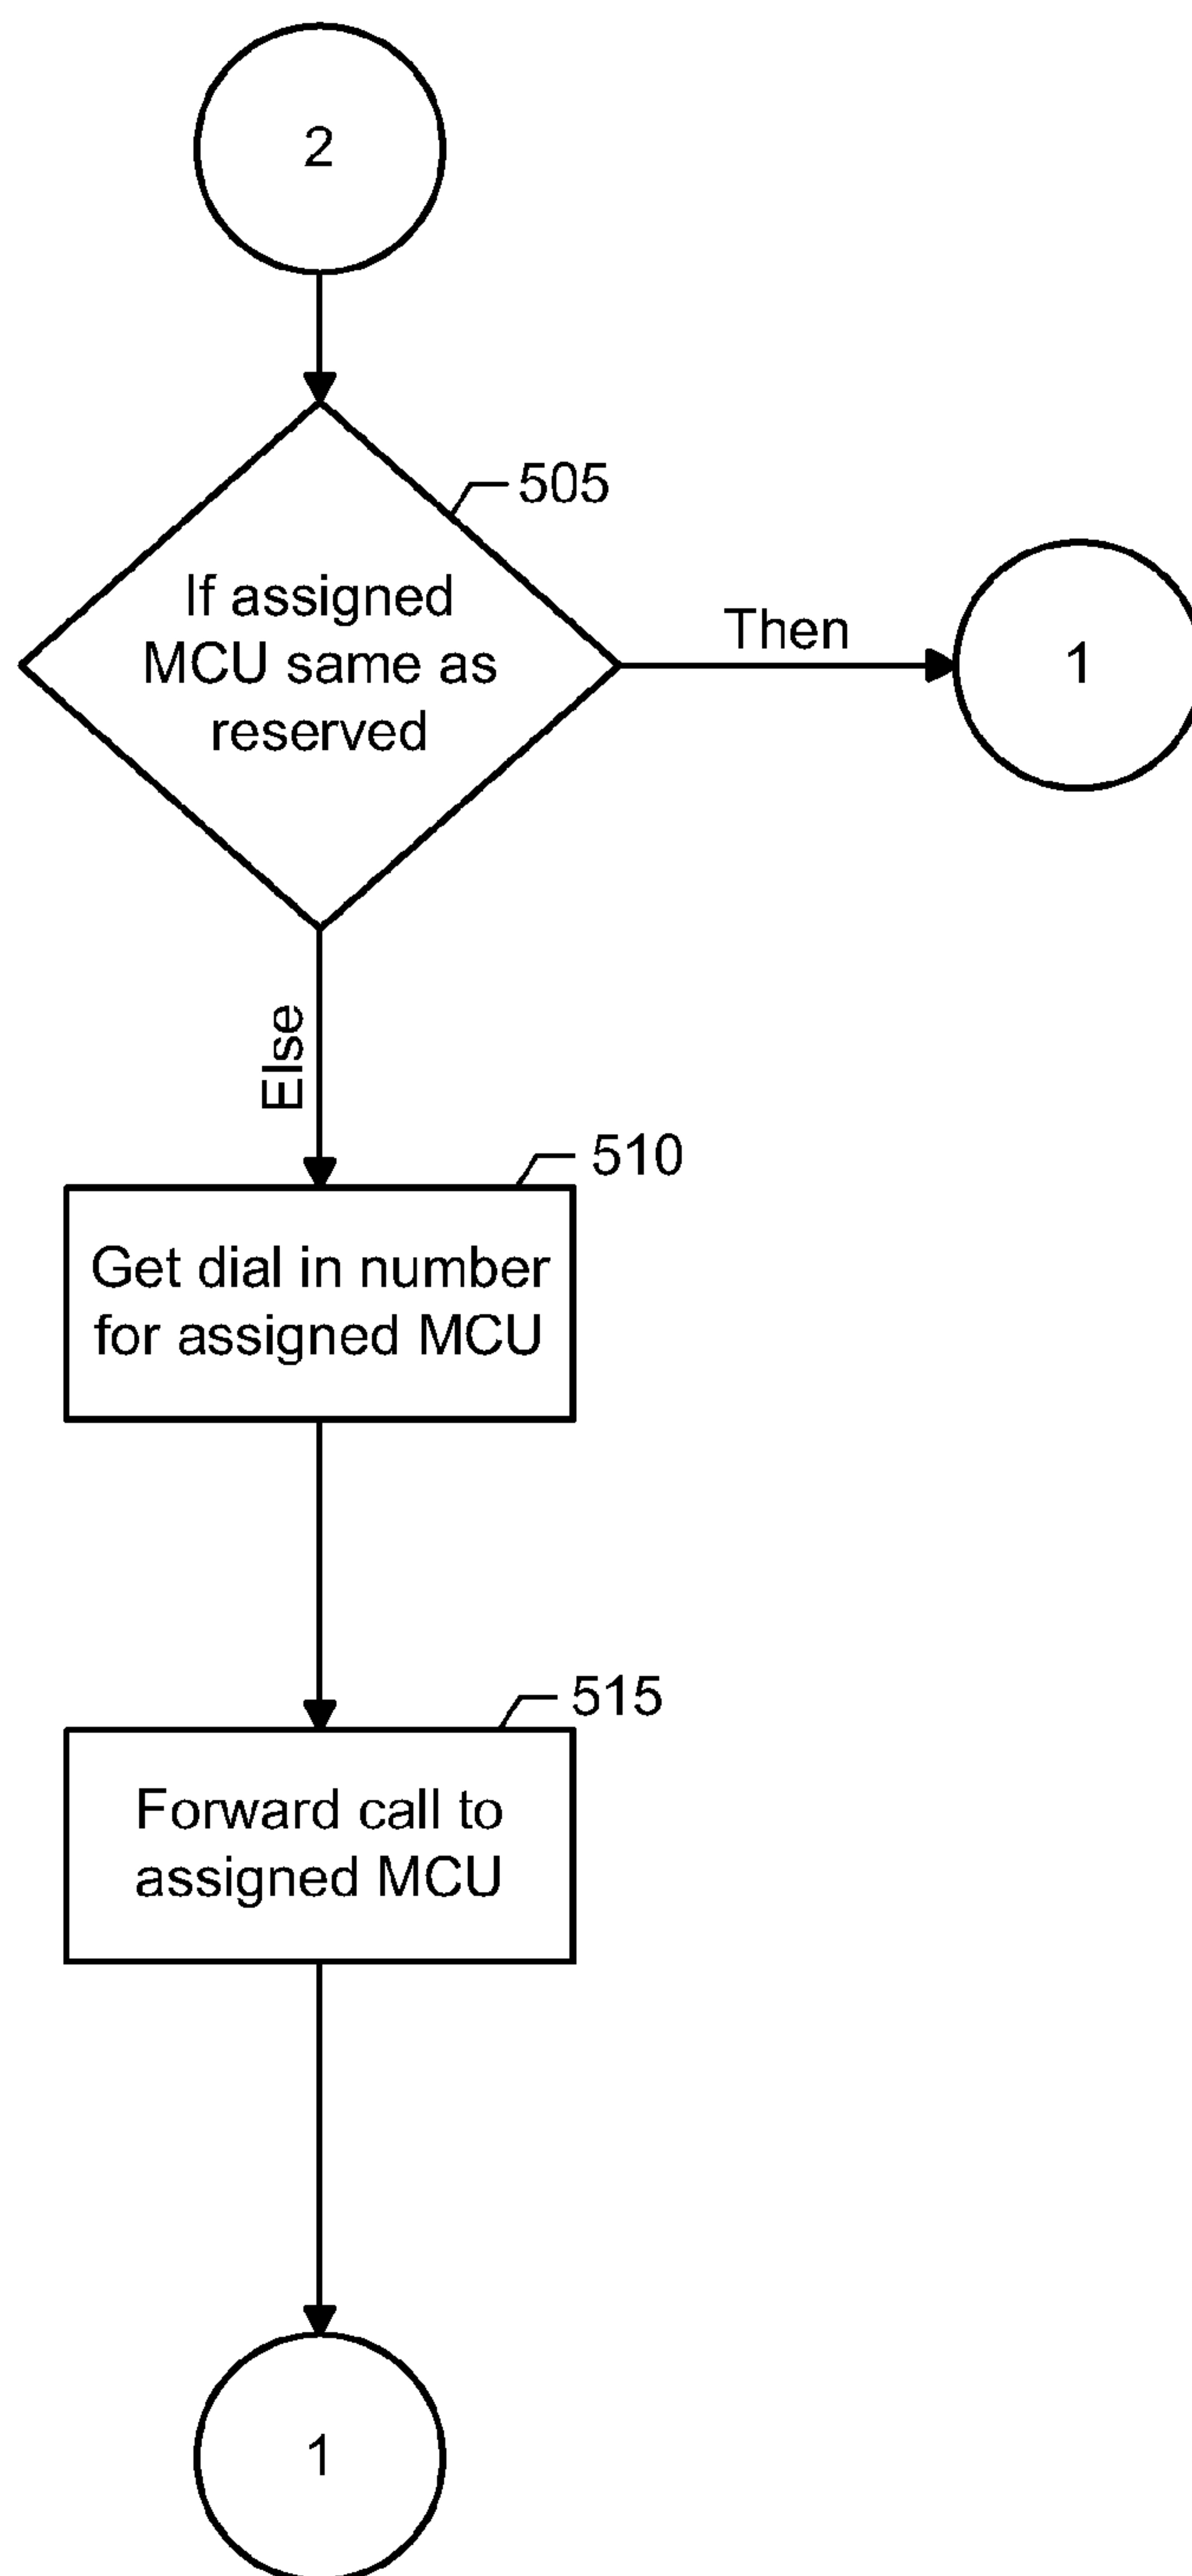 2
505
If assigned
MCU same as
reserved
Then
1
Else
510
Get dial in number
for assigned MCU
515
Forward call to
assigned MCU
1